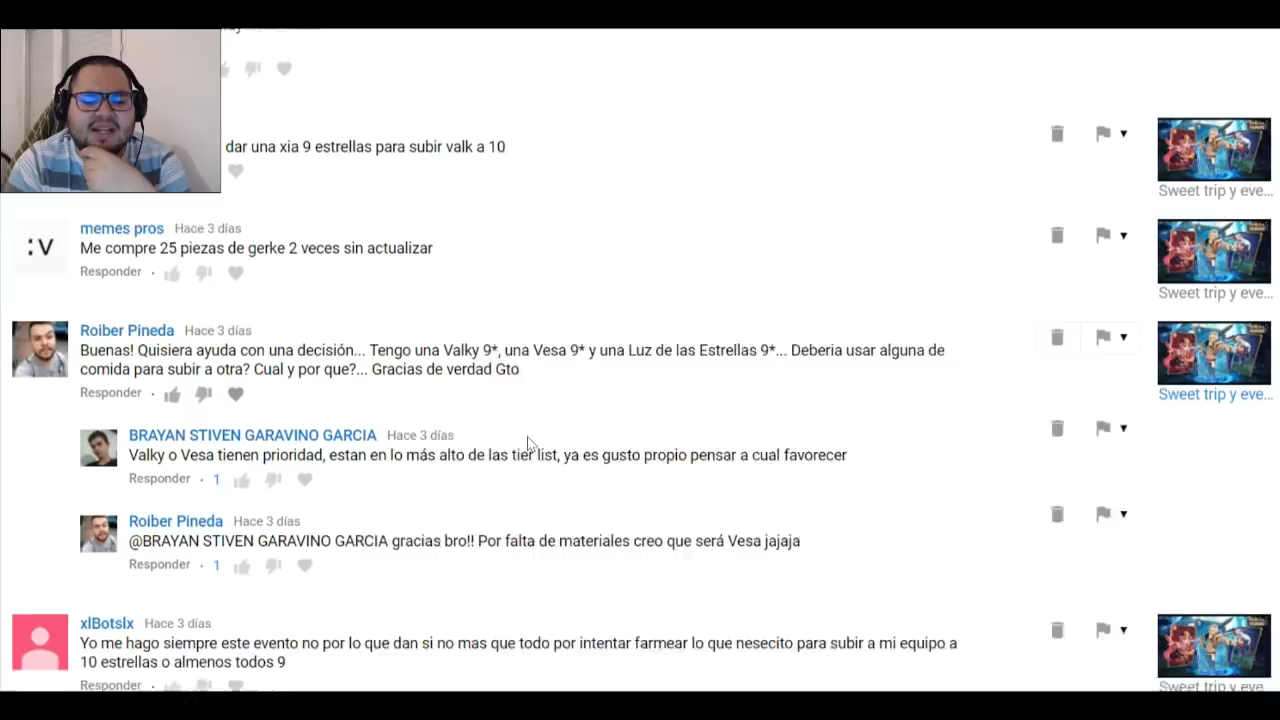 dar una xia 9 estrellas para subir valk a 10
Sweet trip y eve...
memes pros Hace 3 días
:V
Me compre 25 piezas de gerke 2 veces sin actualizar
Responder
Sweet trip y eve...
Roiber Pineda Hace 3 días
Buenas! Quisiera ayuda con una decisión... Tengo una Valky 9*, una Vesa 9* y una Luz de las Estrellas 9*... Deberia usar alguna de
comida para subir a otra? Cual y por que?... Gracias de verdad Gto
Responder
Sweet trip y eve...
BRAYAN STIVEN GARAVINO GARCIA Hace 3 días
Valky o Vesa tienen prioridad, estan en lo más alto de las tier list, ya es gusto propio pensar a cual favorecer
Responder · 1
Roiber Pineda Hace 3 días
@BRAYAN STIVEN GARAVINO GARCIA gracias bro!! Por falta de materiales creo que será Vesa jajaja
Responder · 1
xlBotslx Hace 3 días
Yo me hago siempre este evento no por lo que dan si no mas que todo por intentar farmear lo que nesecito para subir a mi equipo a
10 estrellas o almenos todos 9
Responder
Sweet trip y eve...